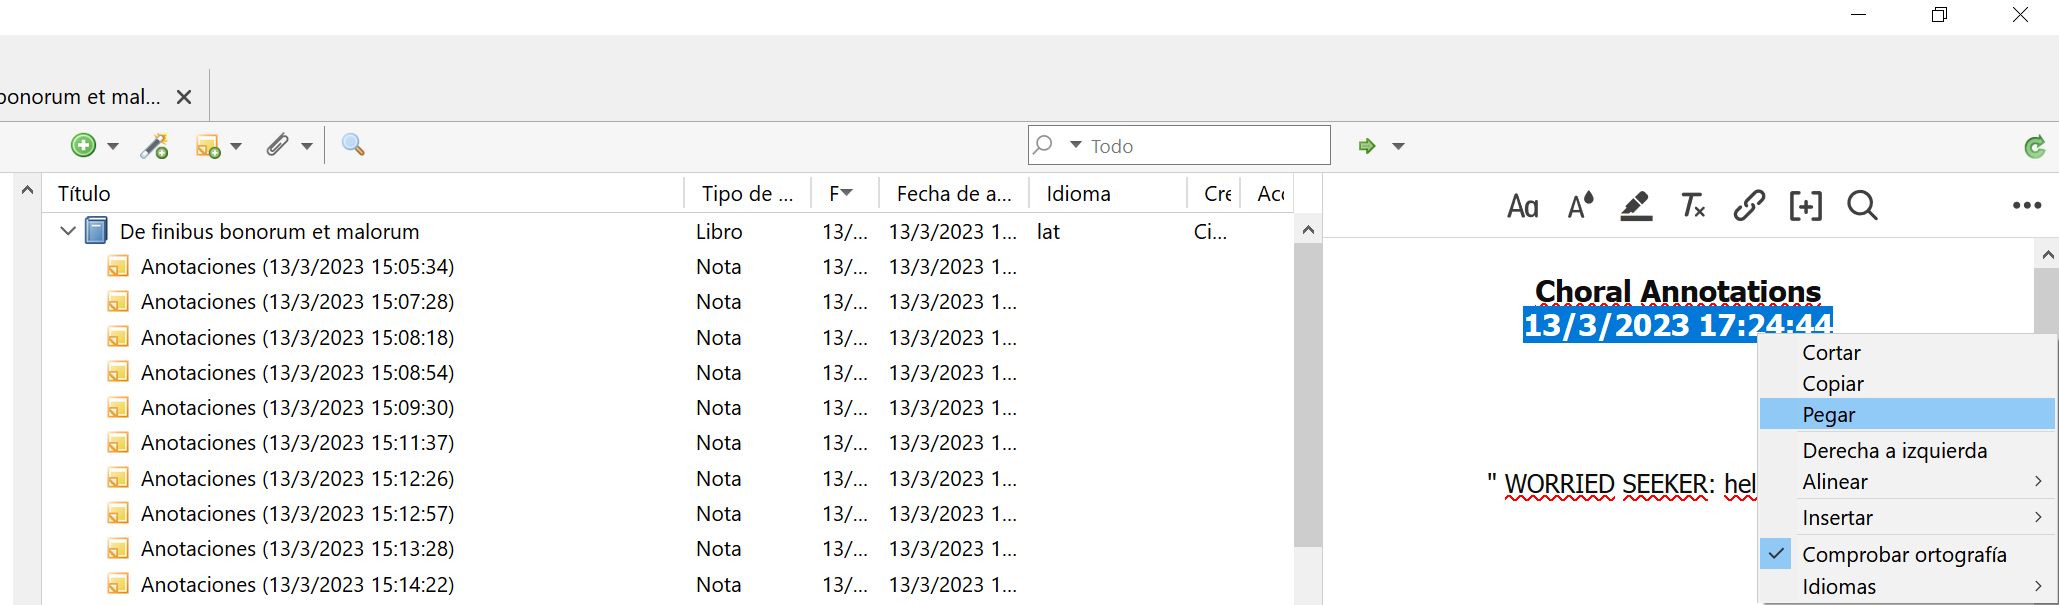 bonorum et mal...
Todo
Título Tipo de ... F Fecha de a... Idioma Cre Acc
De finibus bonorum et malorum Libro 13/... 13/3/2023 1... lat Ci...
Anotaciones (13/3/2023 15:05:34) Nota 13/... 13/3/2023 1...
Anotaciones (13/3/2023 15:07:28) Nota 13/... 13/3/2023 1...
Anotaciones (13/3/2023 15:08:18) Nota 13/... 13/3/2023 1...
Anotaciones (13/3/2023 15:08:54) Nota 13/... 13/3/2023 1...
Anotaciones (13/3/2023 15:09:30) Nota 13/... 13/3/2023 1...
Anotaciones (13/3/2023 15:11:37) Nota 13/... 13/3/2023 1...
Anotaciones (13/3/2023 15:12:26) Nota 13/... 13/3/2023 1...
Anotaciones (13/3/2023 15:12:57) Nota 13/... 13/3/2023 1...
Anotaciones (13/3/2023 15:13:28) Nota 13/... 13/3/2023 1...
Anotaciones (13/3/2023 15:14:22) Nota 13/... 13/3/2023 1...
Aa
Choral Annotations
13/3/2023 17:24:44
" WORRIED SEEKER: hel
Cortar
Copiar
Pegar
Derecha a izquierda
Alinear
Insertar
Comprobar ortografía
Idiomas